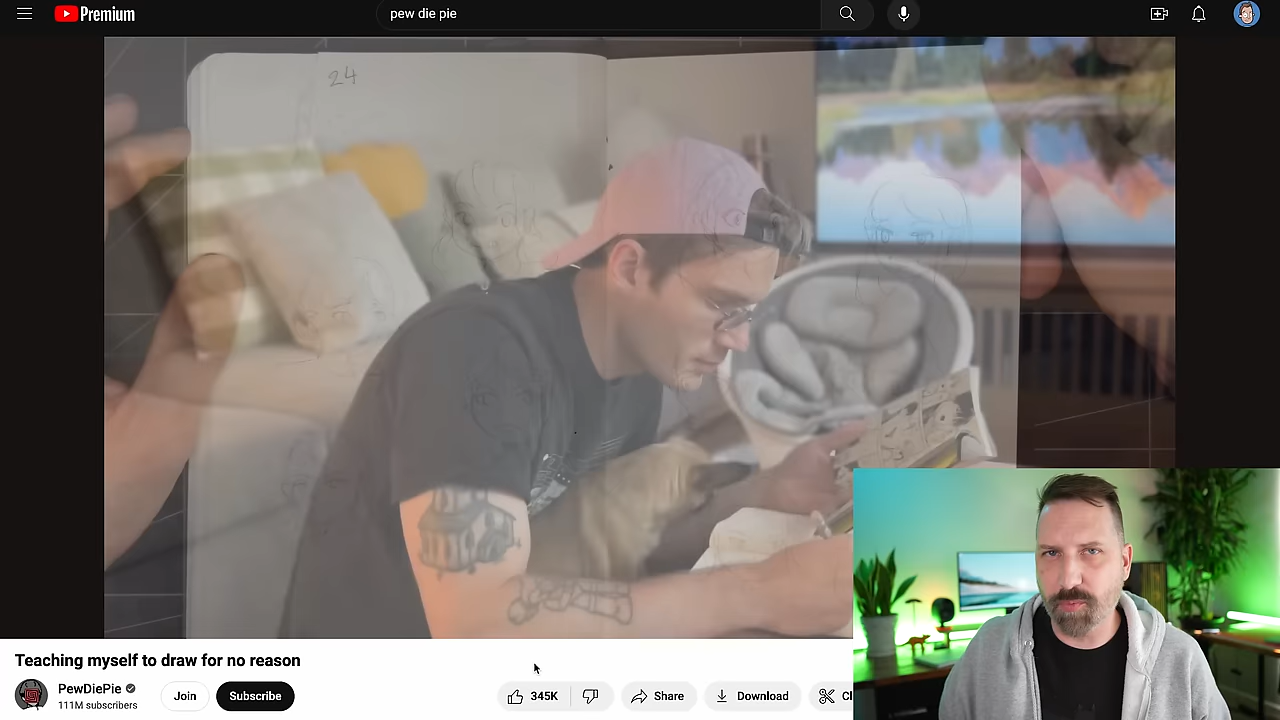 Premium
pew die pie
24
Teaching myself to draw for no reason
PewDiePie
111M subscribers
Join
Subscribe
345K
Share
Download